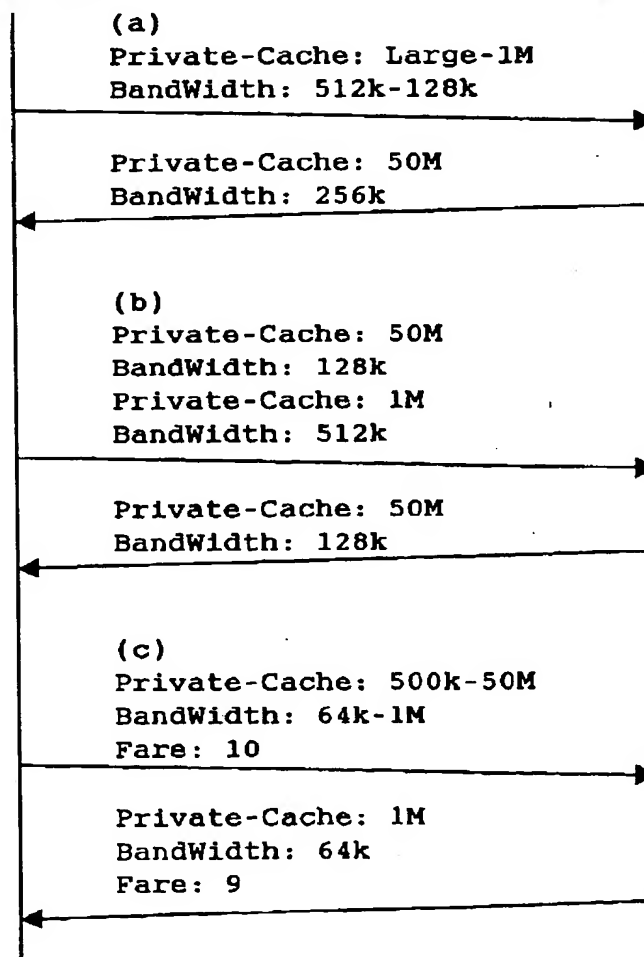 (a)
Private-Cache: Large-1M
BandWidth: 512k-128k
Private-Cache: 50M
BandWidth: 256k
(b)
Private-Cache: 50M
BandWidth: 128k
Private-Cache: 1M
BandWidth: 512k
Private-Cache: 50M
BandWidth: 128k
(c)
Private-Cache: 500k-50M
BandWidth: 64k-1M
Fare: 10
Private-Cache: 1M
BandWidth: 64k
Fare: 9